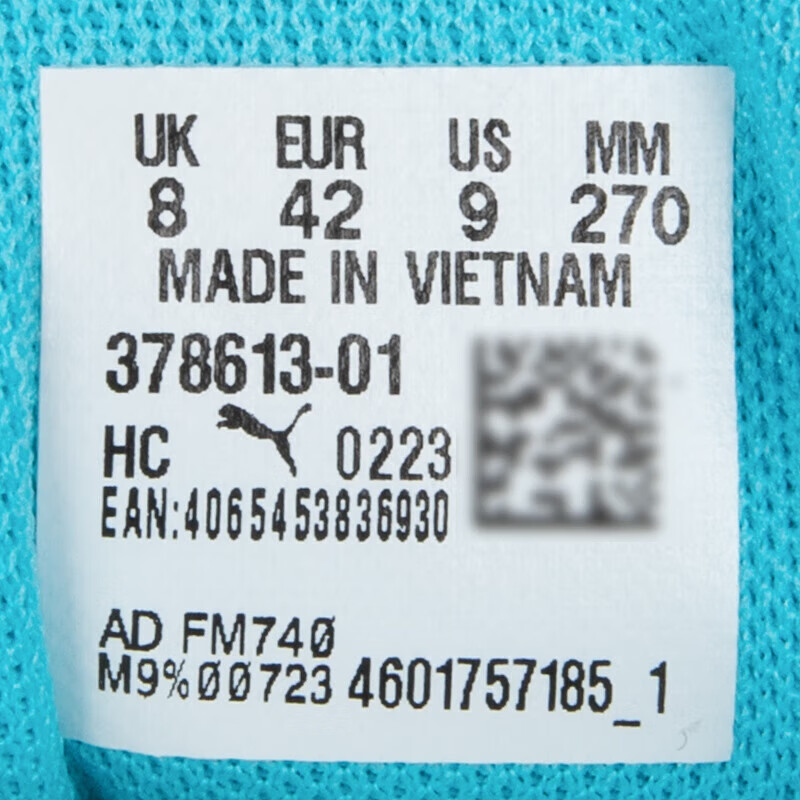 UK EUR US MM
8 42 9 270
MADE IN VIETNAM
378613-01
HC 0223
EAN:4065453836930
AD FM740
M9%00723 4601757185_1